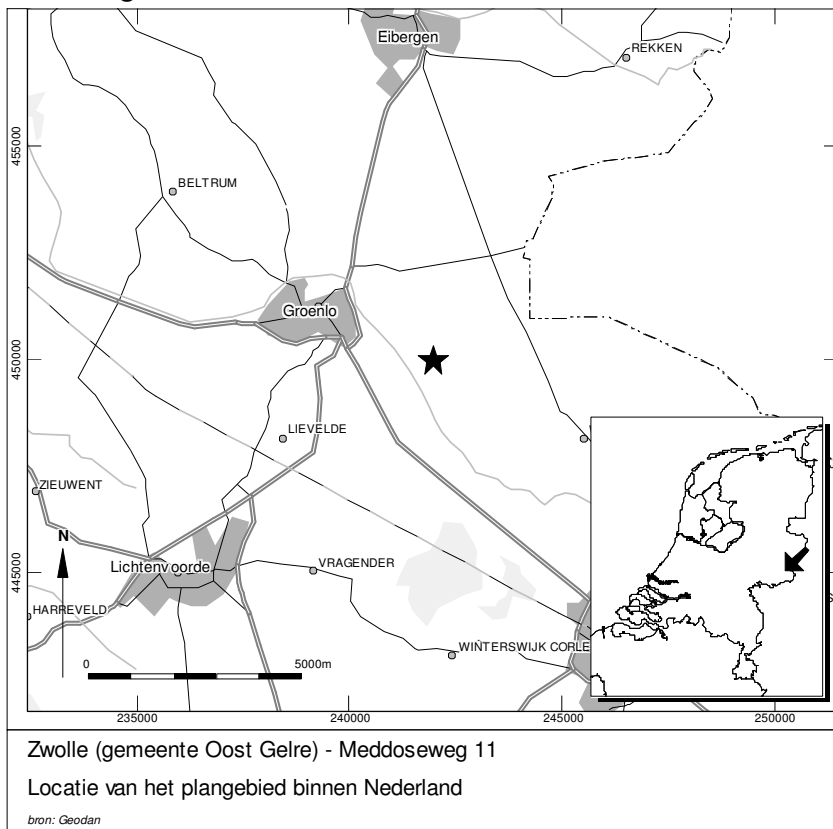 Eibergen
REKKEN
455000
BELTRUM
Groenlo
450000
LIEVELDE
ZIEUWENT
N
Lichtenvoorde
VRAGENDER
445000
HARREVELD
WINTERSWIJK CORLE
0 5000m
235000 240000 245000 250000
Zwolle (gemeente Oost Gelre) - Meddoseweg 11
Locatie van het plangebied binnen Nederland
bron: Geodan